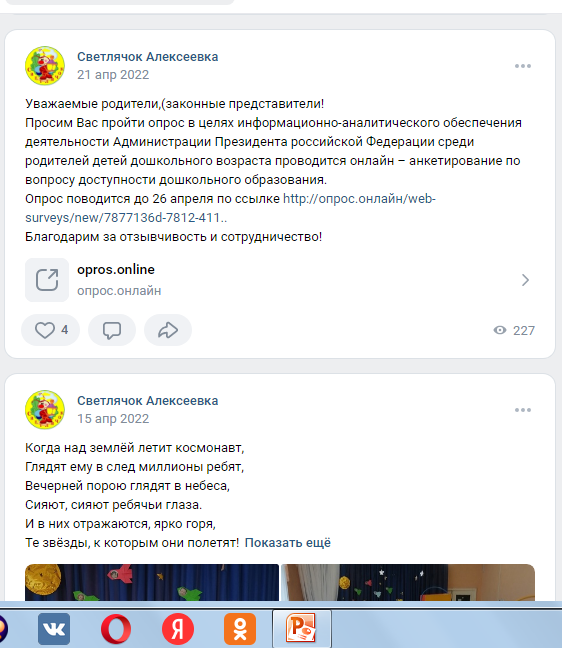 Светлячок Алексеевка
21 апр 2022
Уважаемые родители,(законные представители!
Просим Вас пройти опрос в целях информационно-аналитического обеспечения
деятельности Администрации Президента российской Федерации среди
родителей детей дошкольного возраста проводится онлайн – анкетирование по
вопросу доступности дошкольного образования.
Опрос поводится до 26 апреля по ссылке http://опрос.онлайн/web-
surveys/new/7877136d-7812-411..
Благодарим за отзывчивость и сотрудничество!
opros.online
опрос.онлайн
4
227
Светлячок Алексеевка
15 апр 2022
Когда над землёй летит космонавт,
Глядят ему в след миллионы ребят,
Вечерней порою глядят в небеса,
Сияют, сияют ребячьи глаза.
И в них отражаются, ярко горя,
Те звёзды, к которым они полетят! Показать ещё